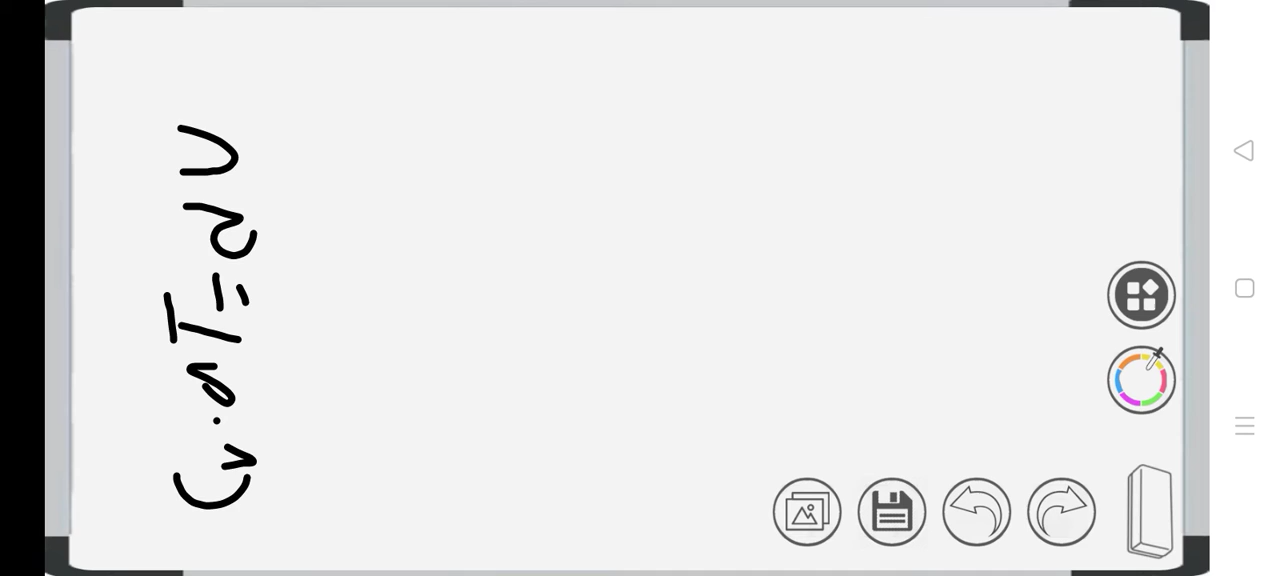 Cv · dT = dU